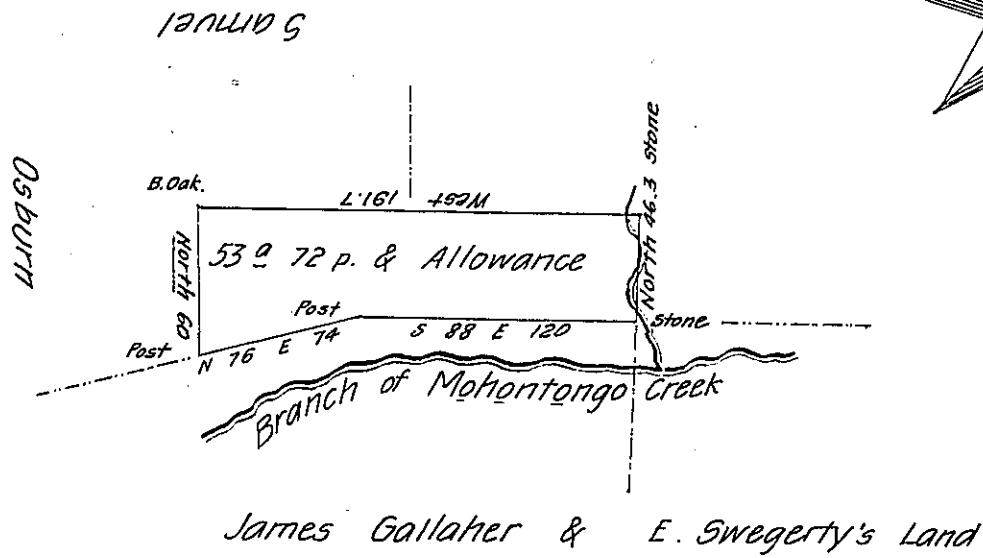 Samuel
Osburn
B. Oak.
West 191.7
North 46.3 Stone
53 a 72 p. & Allowance
North 60
Post
Post
N 76 E 74
S 88 E 120
Stone
Branch of Mohontongo Creek
James Gallaher & E. Swegerty's Land